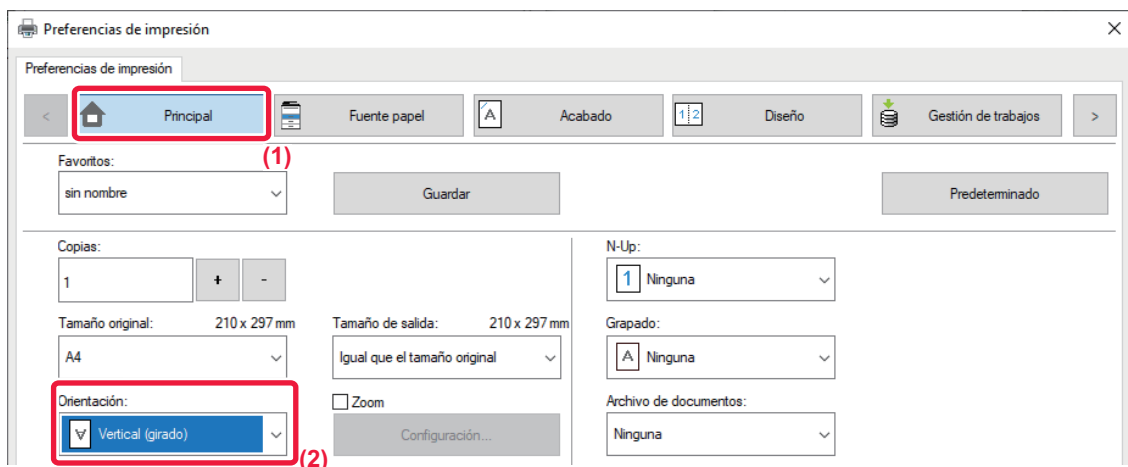 Preferencias de impresión
Preferencias de impresión
< Principal Fuente papel A Acabado 1 2 Diseño Gestión de trabajos >
(1)
Favoritos:
sin nombre Guardar Predeterminado
Copias: N-Up:
1 + - 1 Ninguna
Tamaño original: 210 x 297 mm Tamaño de salida: 210 x 297 mm Grapado:
A4 Igual que el tamaño original A Ninguna
Orientación: Zoom Archivo de documentos:
A Vertical (girado) Configuración... Ninguna
(2)